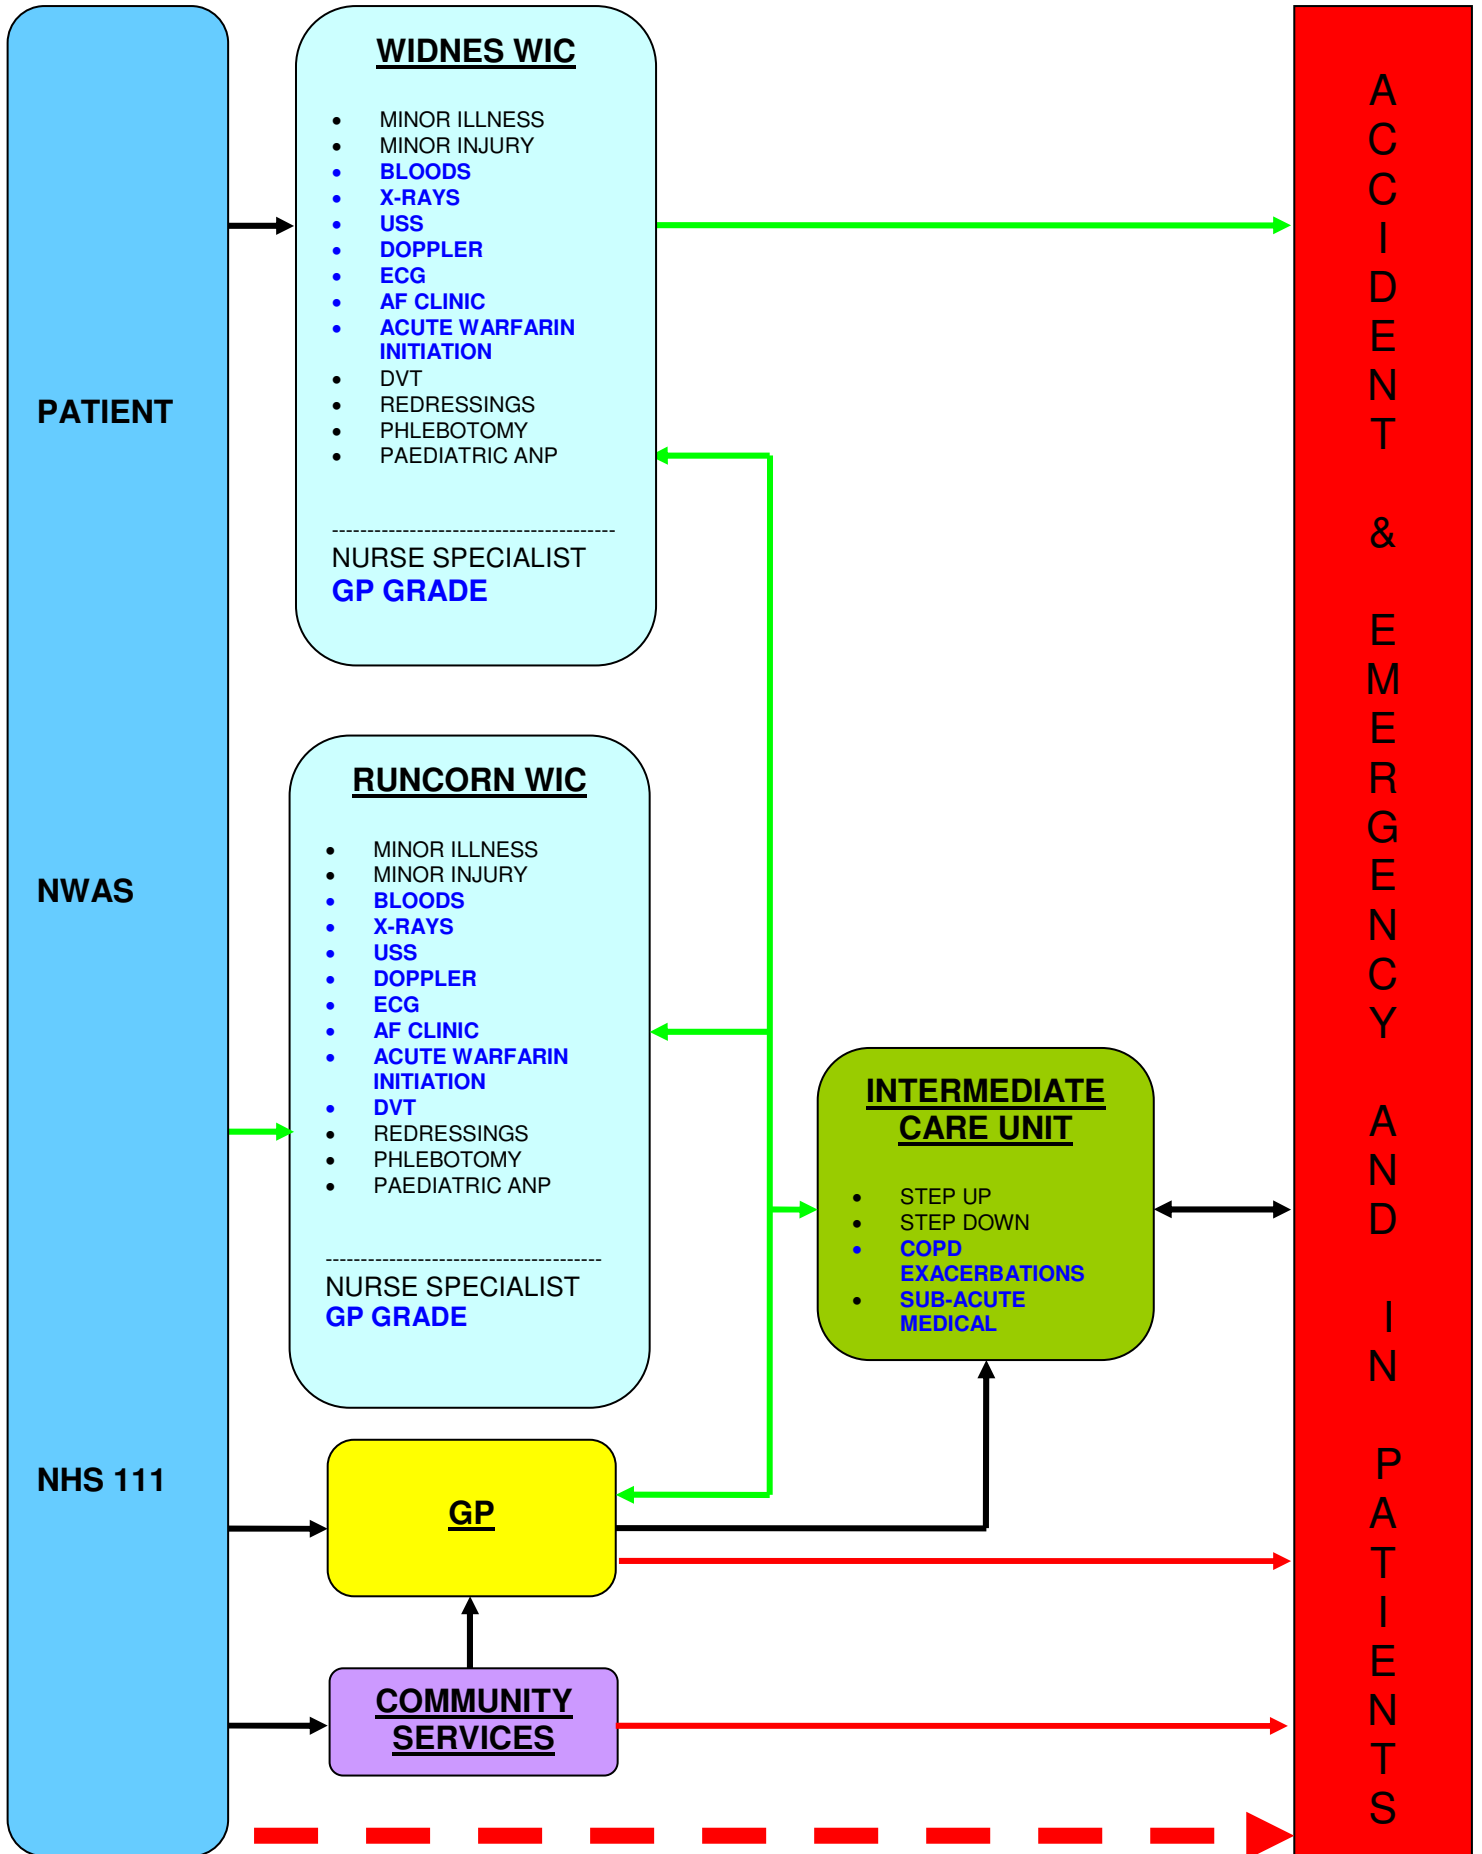 PATIENT
NWAS
NHS 111
WIDNES WIC
• MINOR ILLNESS
• MINOR INJURY
• BLOODS
• X-RAYS
• USS
• DOPPLER
• ECG
• AF CLINIC
• ACUTE WARFARIN
INITIATION
• DVT
• REDRESSINGS
• PHLEBOTOMY
• PAEDIATRIC ANP
----------------------------------------
NURSE SPECIALIST
GP GRADE
RUNCORN WIC
• MINOR ILLNESS
• MINOR INJURY
• BLOODS
• X-RAYS
• USS
• DOPPLER
• ECG
• AF CLINIC
• ACUTE WARFARIN
INITIATION
• DVT
• REDRESSINGS
• PHLEBOTOMY
• PAEDIATRIC ANP
---------------------------------------
NURSE SPECIALIST
GP GRADE
GP
COMMUNITY
SERVICES
INTERMEDIATE
CARE UNIT
• STEP UP
• STEP DOWN
• COPD
EXACERBATIONS
• SUB-ACUTE
MEDICAL
ACCIDENT & EMERGENCY AND IN PATIENTS